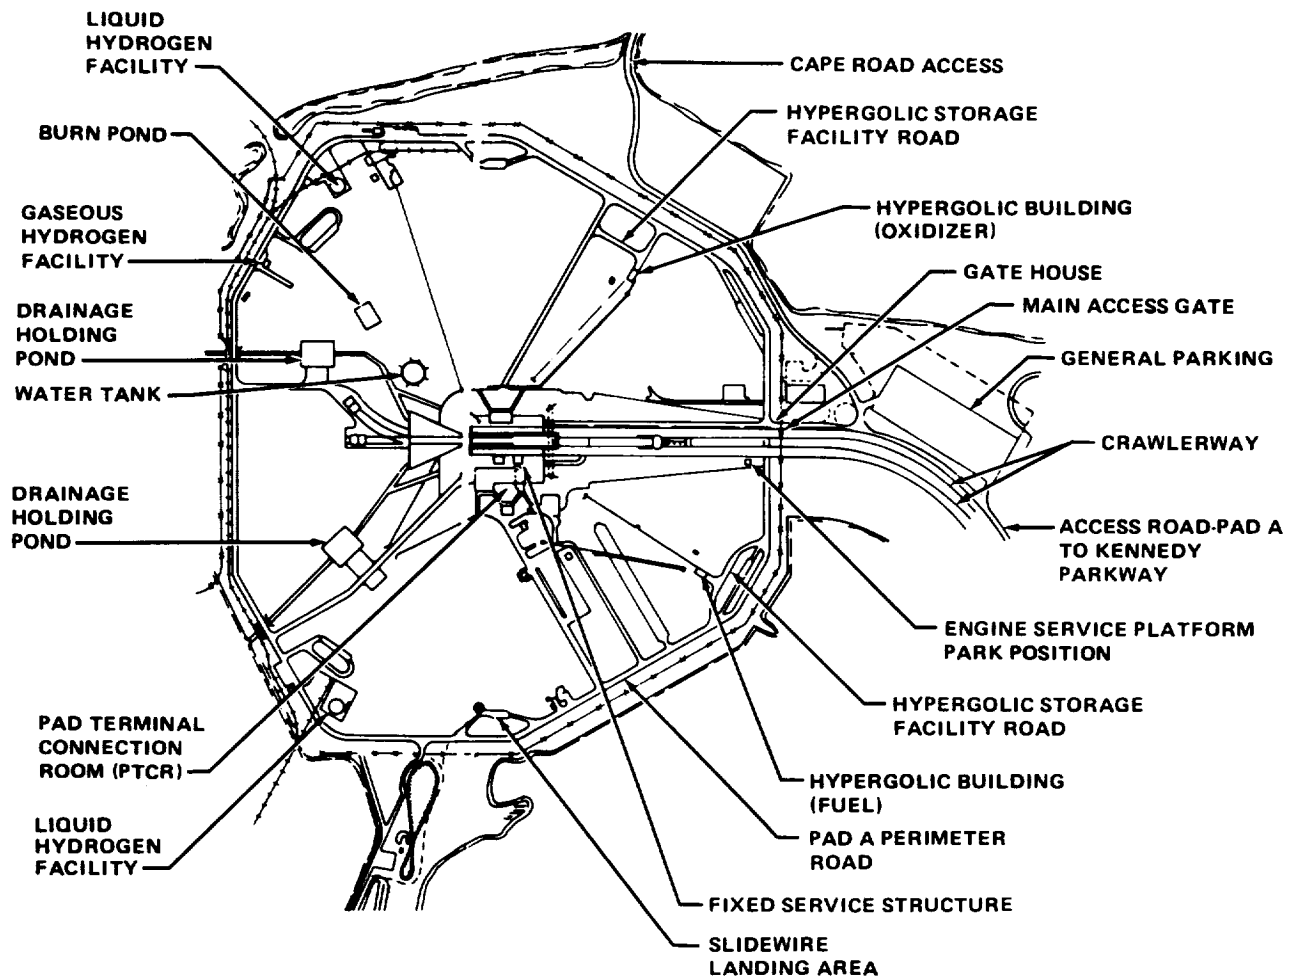 LIQUID
HYDROGEN
FACILITY
BURN POND
GASEOUS
HYDROGEN
FACILITY
DRAINAGE
HOLDING
POND
WATER TANK
DRAINAGE
HOLDING
POND
PAD TERMINAL
CONNECTION
ROOM (PTCR)
LIQUID
HYDROGEN
FACILITY
CAPE ROAD ACCESS
HYPERGOLIC STORAGE
FACILITY ROAD
HYPERGOLIC BUILDING
(OXIDIZER)
GATE HOUSE
MAIN ACCESS GATE
GENERAL PARKING
CRAWLERWAY
ACCESS ROAD-PAD A
TO KENNEDY
PARKWAY
ENGINE SERVICE PLATFORM
PARK POSITION
HYPERGOLIC STORAGE
FACILITY ROAD
HYPERGOLIC BUILDING
(FUEL)
PAD A PERIMETER
ROAD
FIXED SERVICE STRUCTURE
SLIDEWIRE
LANDING AREA